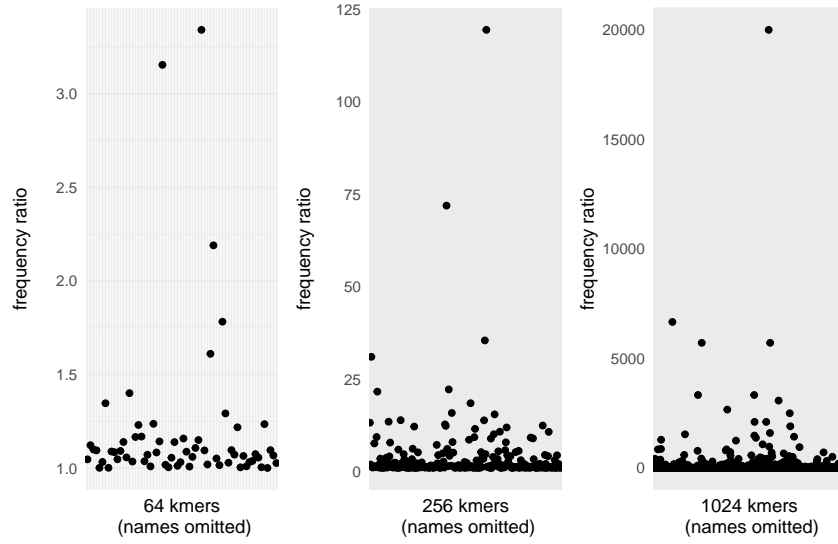 frequency ratio
3.0
2.5
2.0
1.5
1.0
64 kmers
(names omitted)
frequency ratio
125
100
75
50
25
0
256 kmers
(names omitted)
frequency ratio
20000
15000
10000
5000
0
1024 kmers
(names omitted)